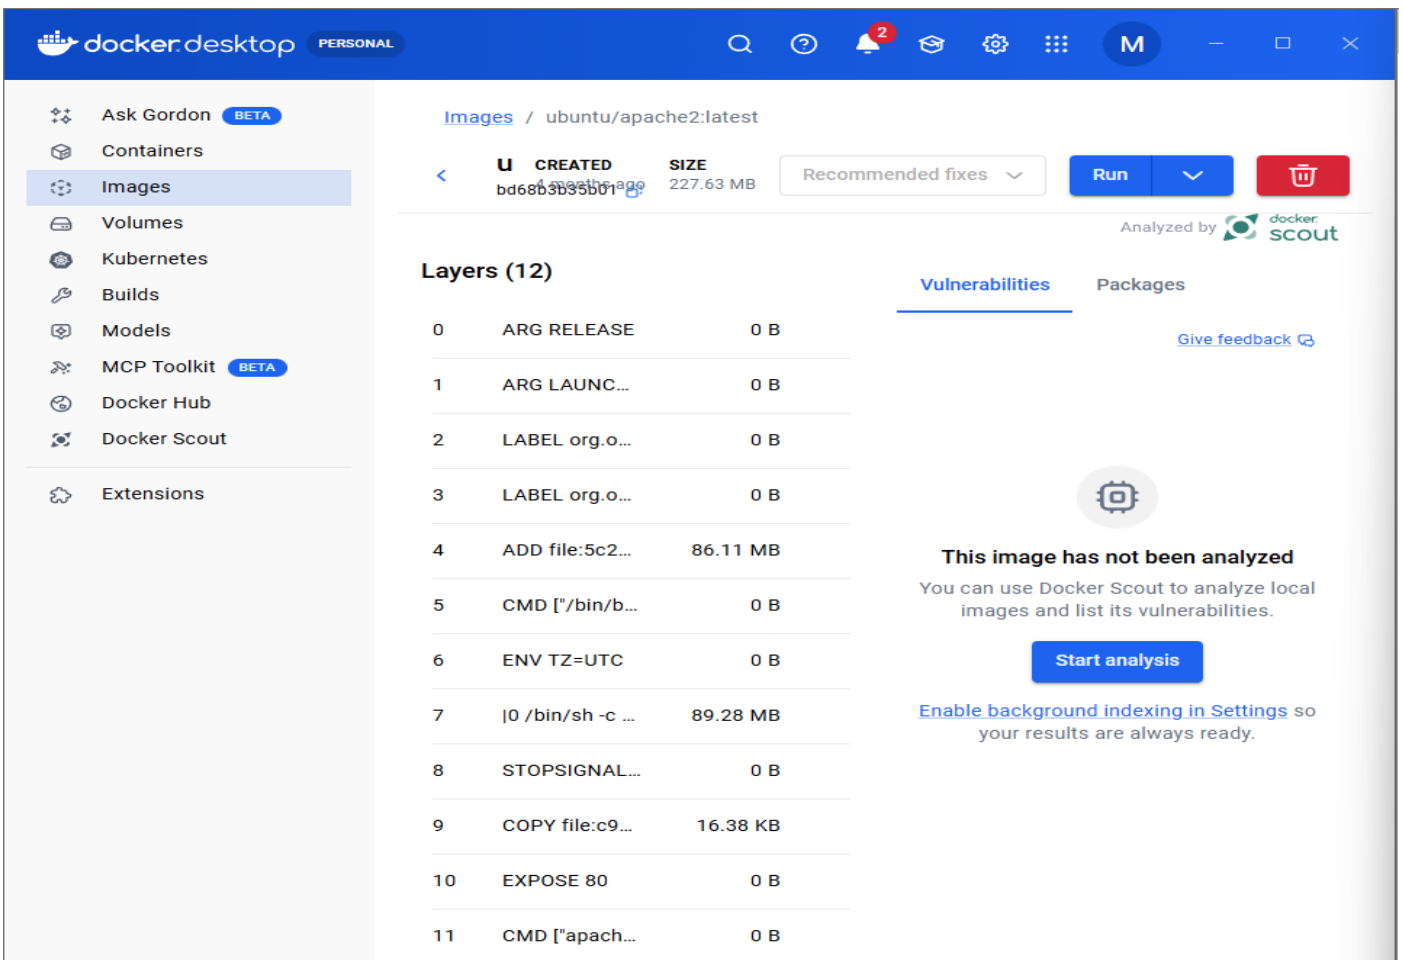 docker desktop PERSONAL
2
M
Ask Gordon BETA
Containers
Images
Volumes
Kubernetes
Builds
Models
MCP Toolkit BETA
Docker Hub
Docker Scout
Extensions
Images / ubuntu/apache2:latest
u CREATED SIZE
bd68b3b35b01 4 months ago 227.63 MB
Recommended fixes
Run
Analyzed by docker scout
Layers (12)
0 ARG RELEASE 0 B
1 ARG LAUNC... 0 B
2 LABEL org.o... 0 B
3 LABEL org.o... 0 B
4 ADD file:5c2... 86.11 MB
5 CMD ["/bin/b... 0 B
6 ENV TZ=UTC 0 B
7 |0 /bin/sh -c ... 89.28 MB
8 STOPSIGNAL... 0 B
9 COPY file:c9... 16.38 KB
10 EXPOSE 80 0 B
11 CMD ["apach... 0 B
Vulnerabilities Packages
Give feedback
This image has not been analyzed
You can use Docker Scout to analyze local
images and list its vulnerabilities.
Start analysis
Enable background indexing in Settings so
your results are always ready.